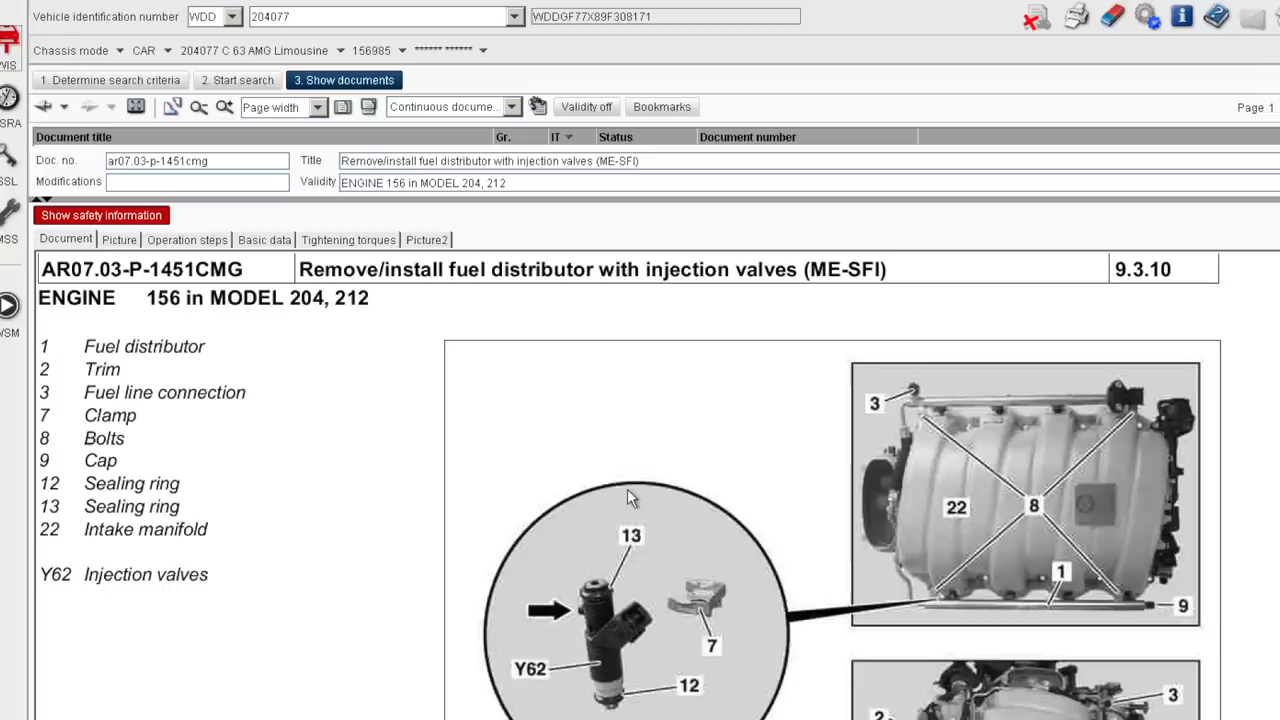 Vehicle identification number WDD 204077 WDDGF77X89F308171
Chassis mode CAR 204077 C 63 AMG Limousine 156985 ****** ******
WIS
1. Determine search criteria 2. Start search 3. Show documents
Page width Continuous docume... Validity off Bookmarks Page 1
SRA
Document title Gr. IT Status Document number
Doc. no. ar07.03-p-1451cmg Title Remove/install fuel distributor with injection valves (ME-SFI)
SSL
Modifications Validity ENGINE 156 in MODEL 204, 212
Show safety information
MSS
Document Picture Operation steps Basic data Tightening torques Picture2
AR07.03-P-1451CMG Remove/install fuel distributor with injection valves (ME-SFI) 9.3.10
ENGINE 156 in MODEL 204, 212
WSM
1 Fuel distributor
2 Trim
3 Fuel line connection
7 Clamp
8 Bolts
9 Cap
12 Sealing ring
13 Sealing ring
22 Intake manifold
Y62 Injection valves
3
22
8
13
1
9
7
Y62
12
3
2